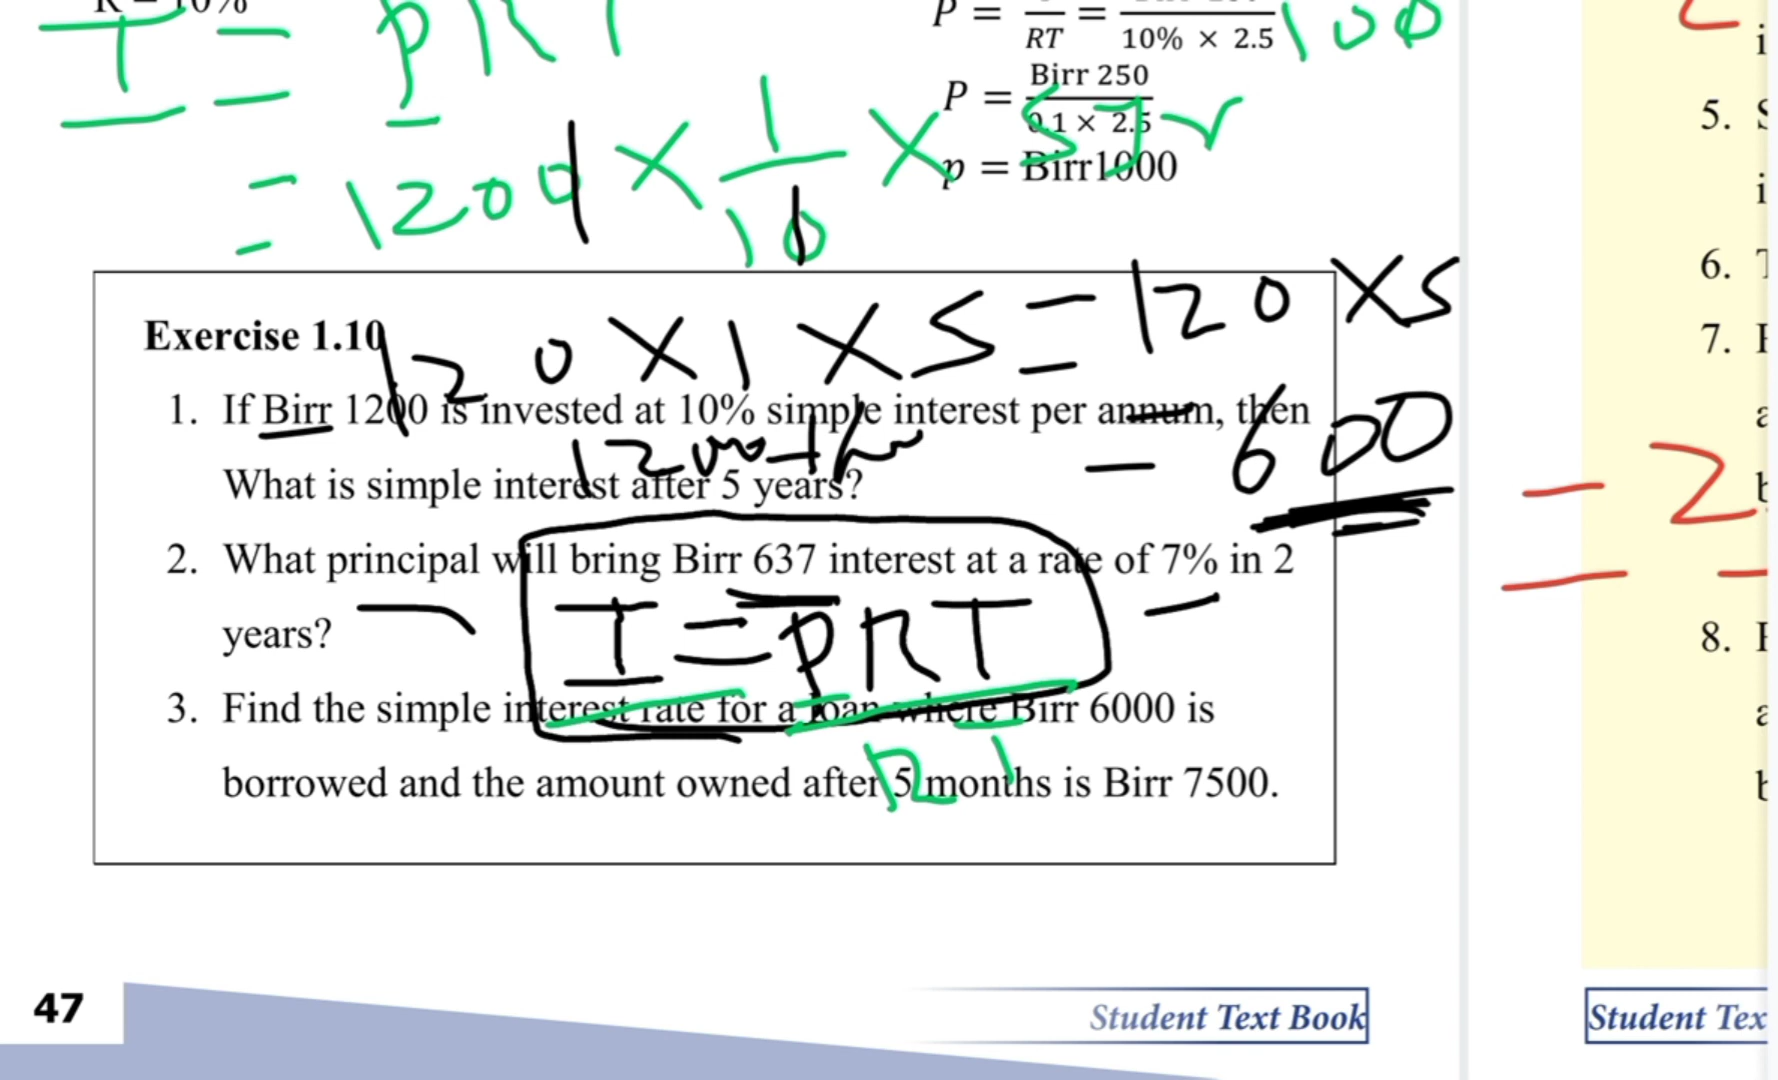 I = PRT
P = I/RT = 10% × 2.5
100
P = Birr 250 / 0.1 × 2.5
p = Birr1000
= 1200 × 1/10 × 5yr
Exercise 1.10
120 × 1 × 5 = 120 × 5
1. If Birr 1200 is invested at 10% simple interest per annum, then
= 600
What is simple interest after 5 years?
2. What principal will bring Birr 637 interest at a rate of 7% in 2
years?
I = PRT
3. Find the simple interest rate for a loan where Birr 6000 is
borrowed and the amount owned after 5 months is Birr 7500.
47
Student Text Book
5.
6.
7.
= 2
8.
Student Tex